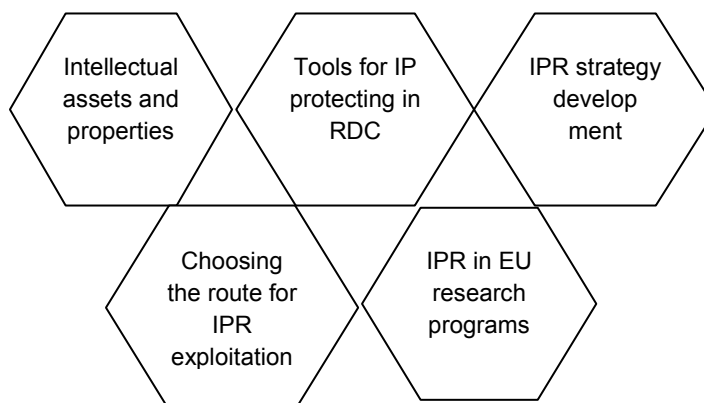 Intellectual
assets and
properties
Tools for IP
protecting in
RDC
IPR strategy
develop
ment
Choosing
the route for
IPR
exploitation
IPR in EU
research
programs